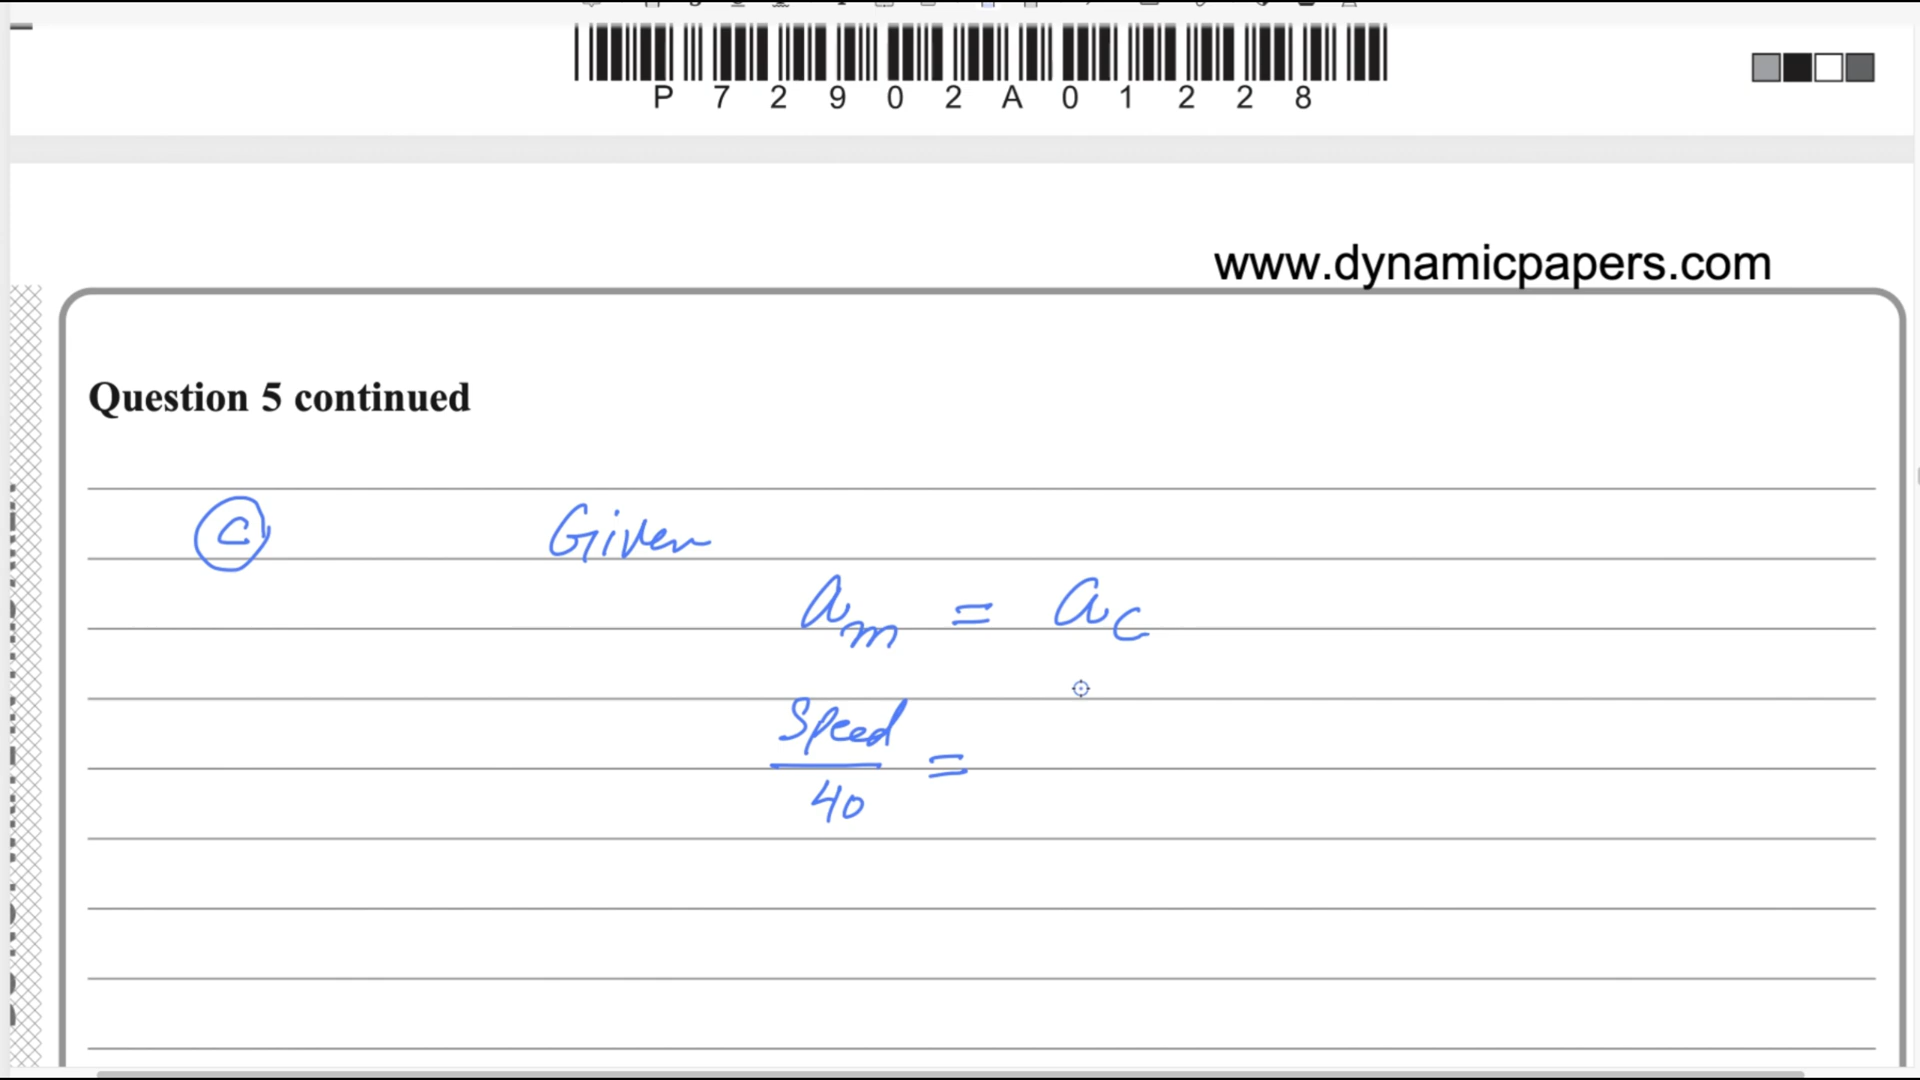 P 7 2 9 0 2 A 0 1 2 2 8
www.dynamicpapers.com
Question 5 continued
C Given
a_m = a_c
Speed
40 =